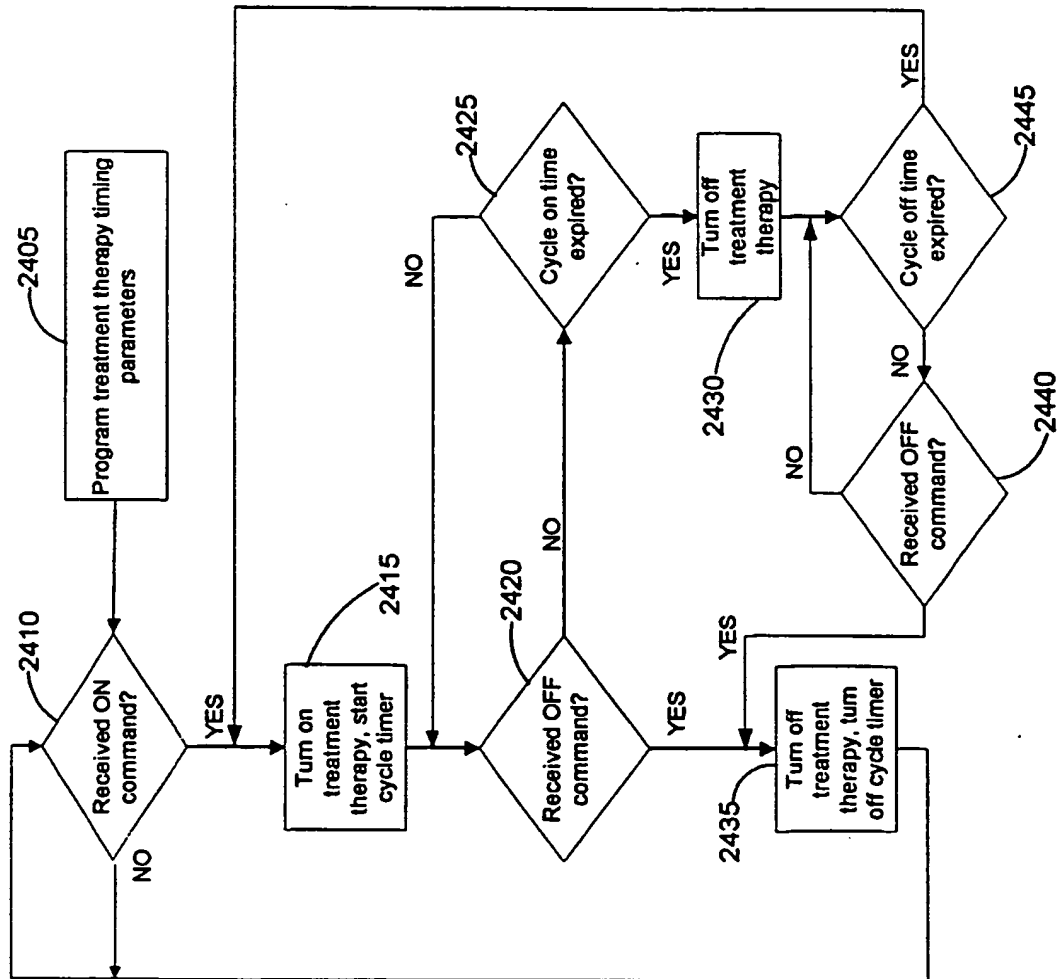 2405
Program treatment therapy timing
parameters
2410
Received ON
command?
NO
YES
2415
Turn on
treatment
therapy, start
cycle timer
2420
Received OFF
command?
NO
YES
2425
Cycle on time
expired?
NO
YES
2430
Turn off
treatment
therapy
2445
Cycle off time
expired?
YES
NO
2440
Received OFF
command?
NO
YES
2435
Turn off
treatment
therapy, turn
off cycle timer